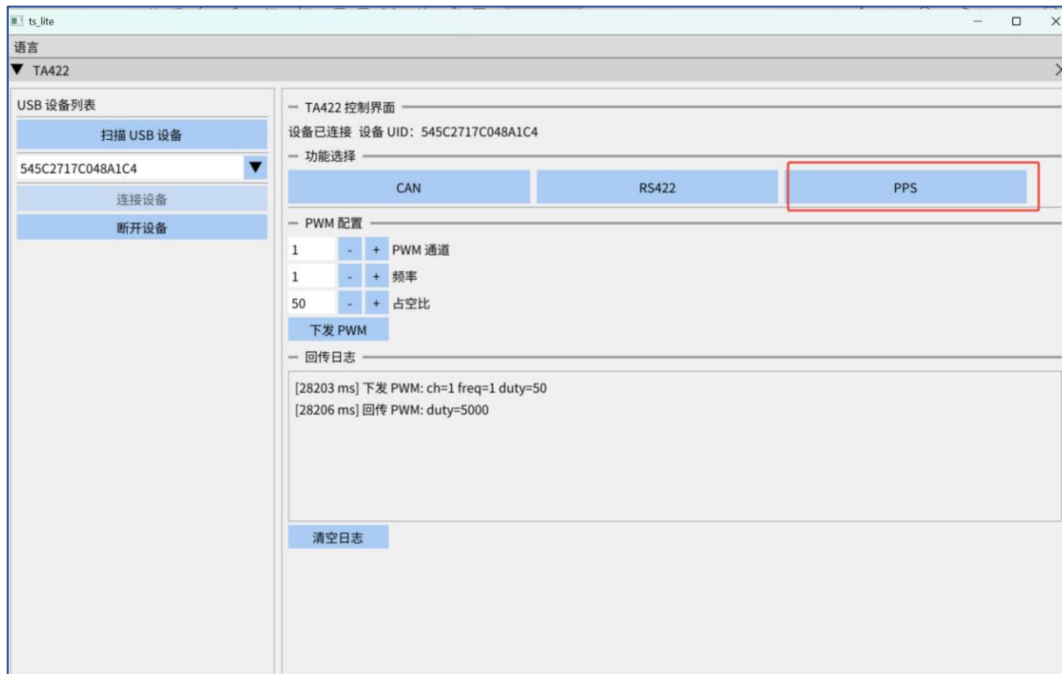 ts_lite
语言
TA422
USB 设备列表
扫描 USB 设备
545C2717C048A1C4
连接设备
断开设备
TA422 控制界面
设备已连接 设备 UID: 545C2717C048A1C4
功能选择
CAN
RS422
PPS
PWM 配置
1 - + PWM 通道
1 - + 频率
50 - + 占空比
下发 PWM
回传日志
[28203 ms] 下发 PWM: ch=1 freq=1 duty=50
[28206 ms] 回传 PWM: duty=5000
清空日志